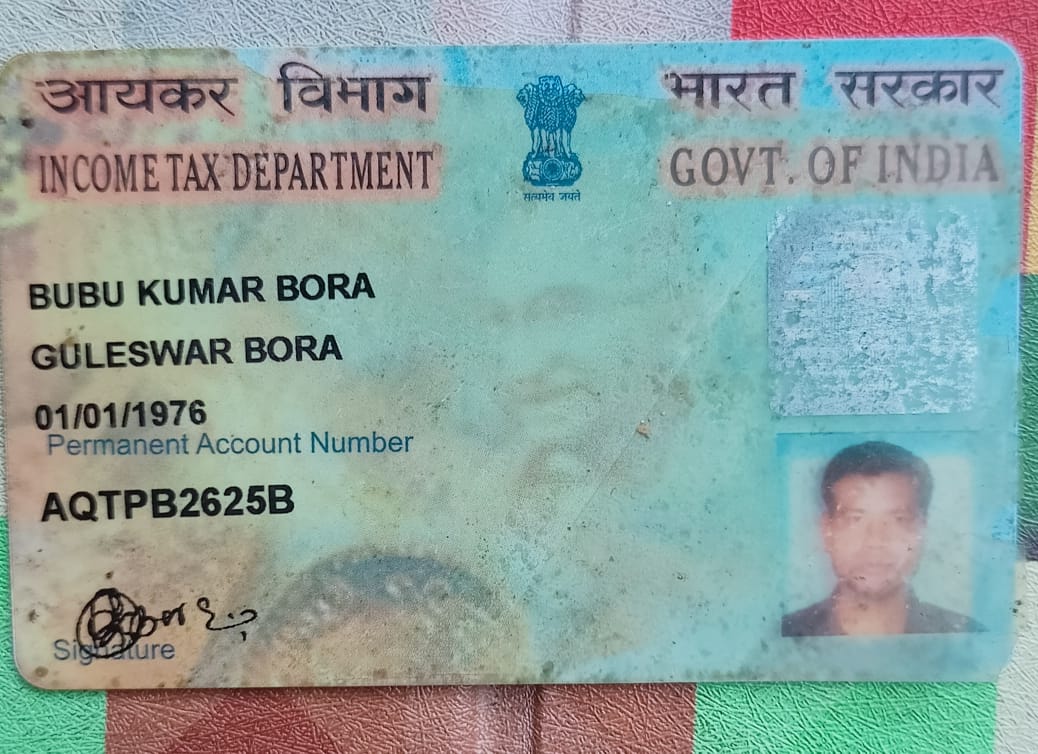 आयकर विभाग
भारत सरकार
INCOME TAX DEPARTMENT
GOVT. OF INDIA
सत्यमेव जयते
BUBU KUMAR BORA
GULESWAR BORA
01/01/1976
Permanent Account Number
AQTPB2625B
Signature